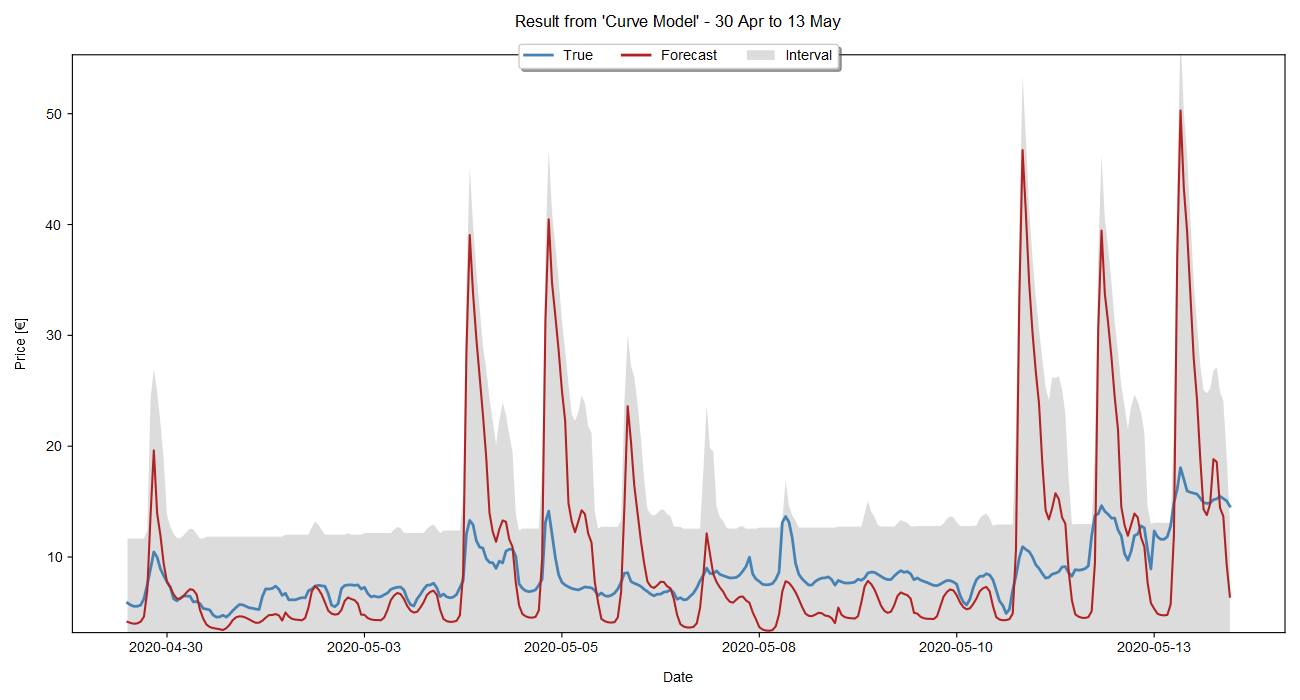 Result from 'Curve Model' - 30 Apr to 13 May
True Forecast Interval
Price [€]
50
40
30
20
10
2020-04-30 2020-05-03 2020-05-05 2020-05-08 2020-05-10 2020-05-13
Date